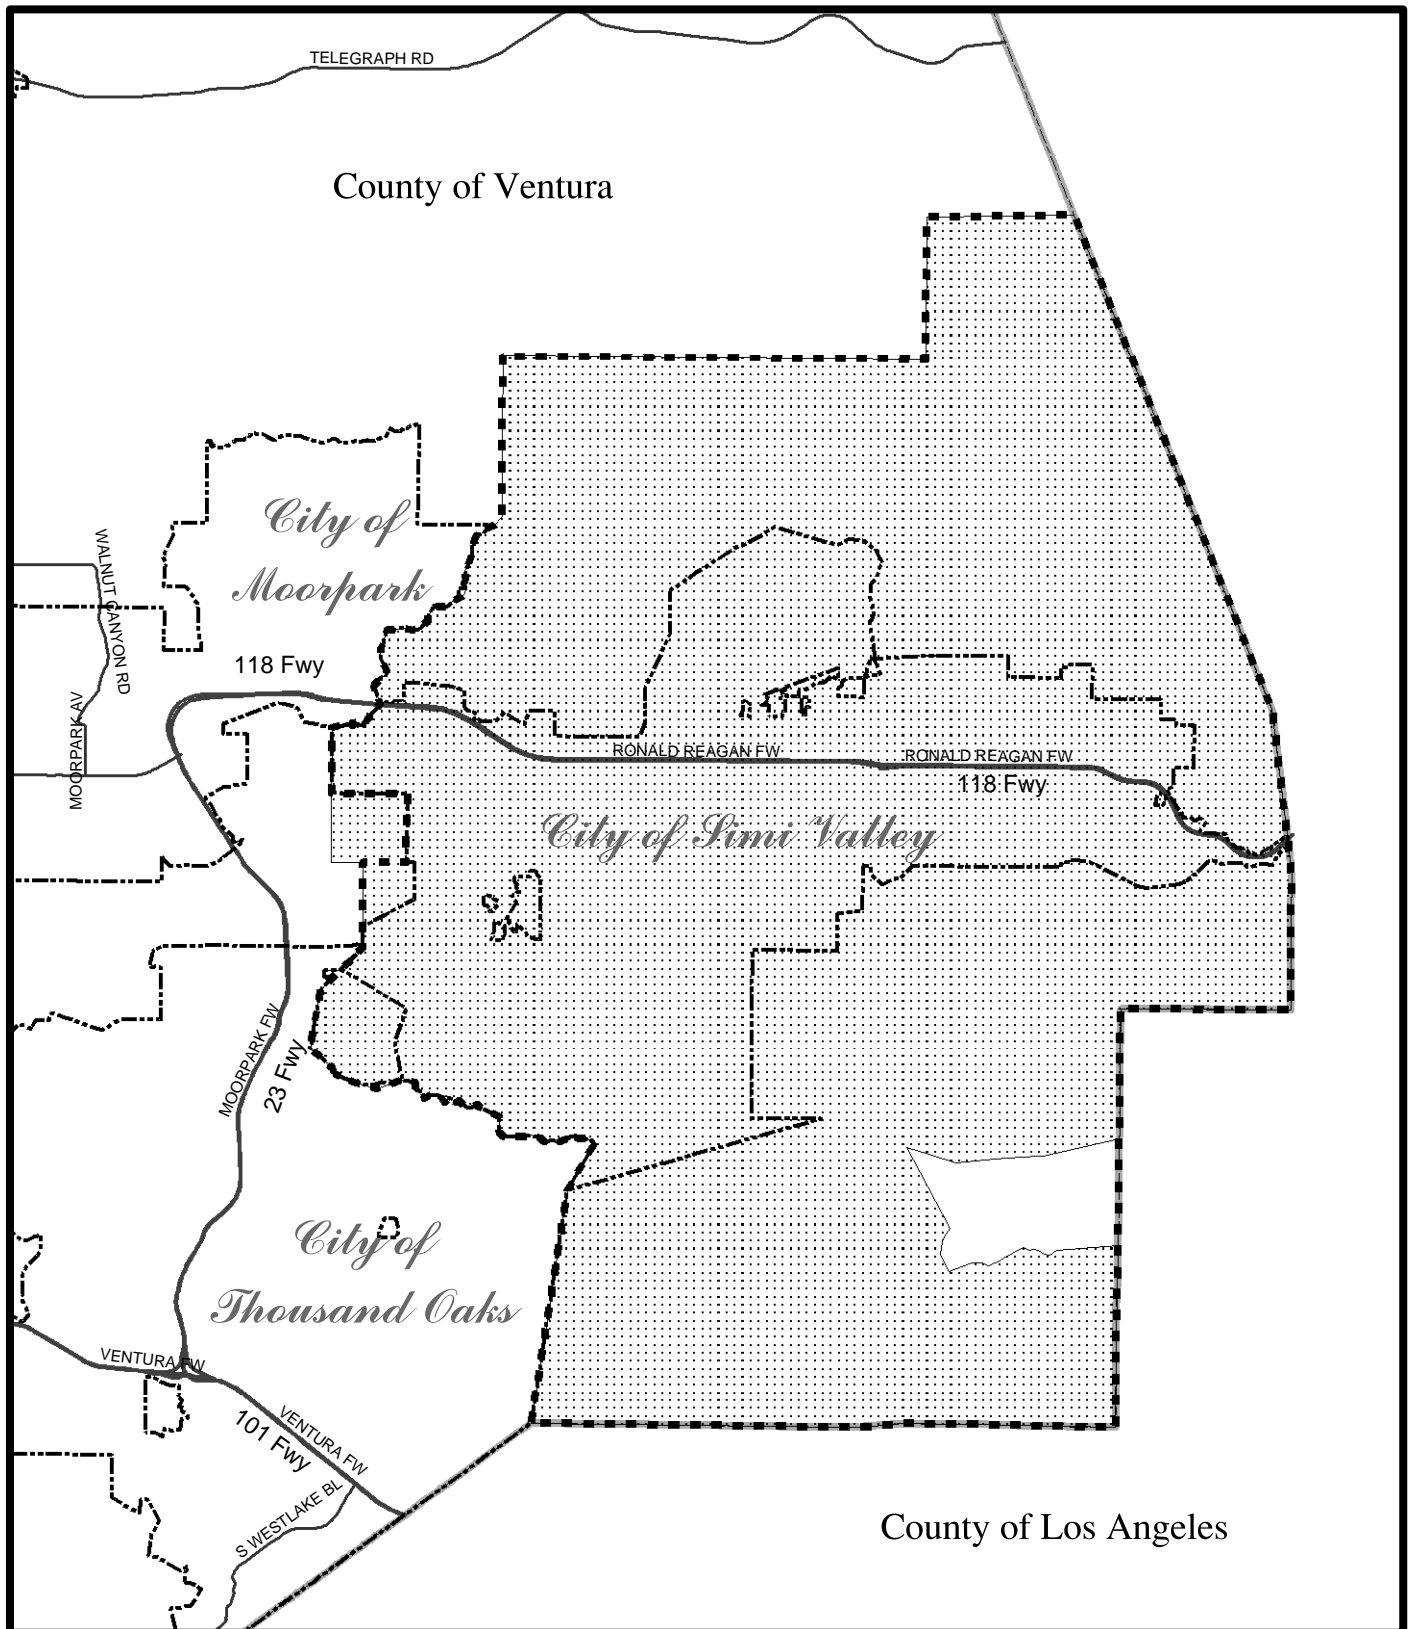 TELEGRAPH RD
County of Ventura
City of
Moorpark
WALNUT CANYON RD
118 Fwy
MOORPARK AV
RONALD REAGAN FW
RONALD REAGAN FW
118 Fwy
City of Simi Valley
MOORPARK FW
23 Fwy
City of
Thousand Oaks
VENTURA FW
VENTURA FW
101 Fwy
S WESTLAKE BL
County of Los Angeles